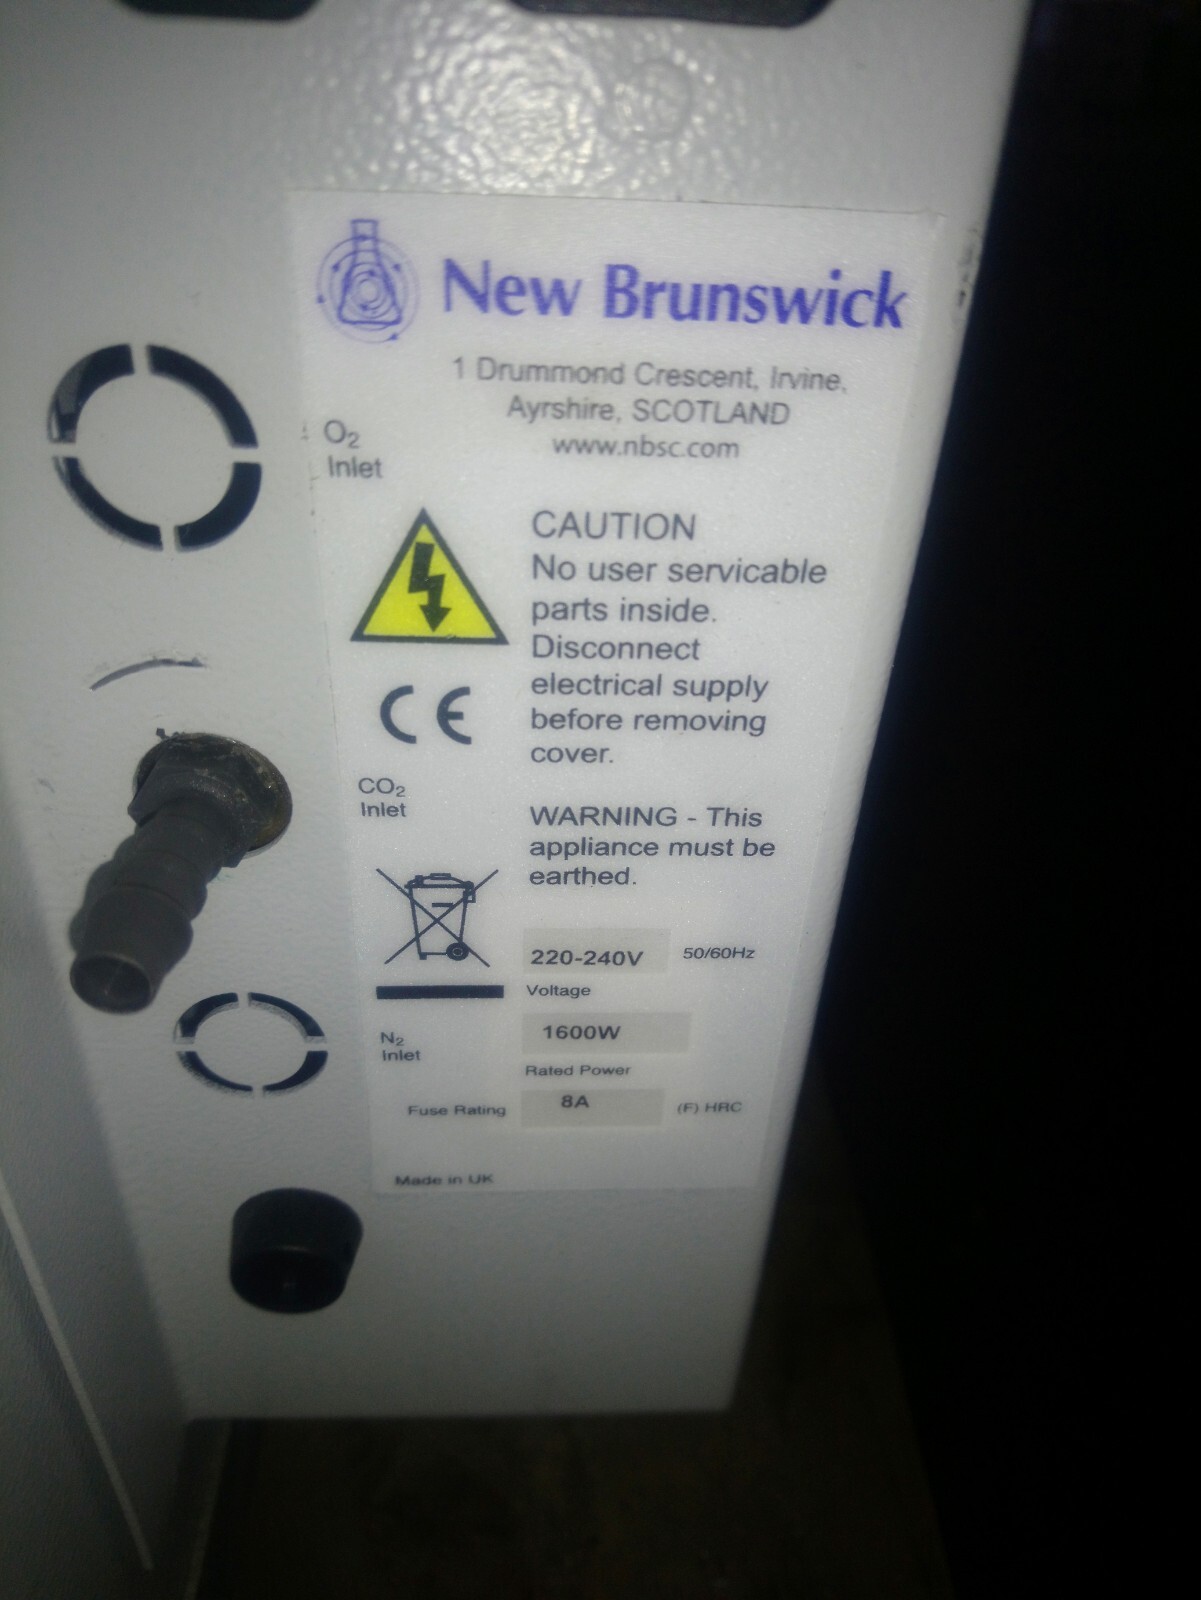 New Brunswick
1 Drummond Crescent, Irvine,
Ayrshire, SCOTLAND
www.nbsc.com
O2
Inlet
CAUTION
No user servicable
parts inside.
Disconnect
electrical supply
before removing
cover.
CE
CO2
Inlet
WARNING - This
appliance must be
earthed.
220-240V 50/60Hz
Voltage
N2
Inlet
1600W
Rated Power
Fuse Rating 8A (F) HRC
Made in UK